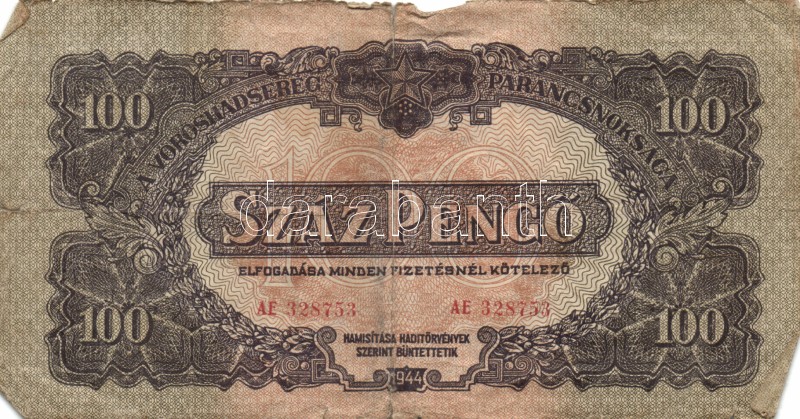 A VÖRÖSHADSEREG PARANCSNOKSÁGA
100 100
100
SZÁZ PENGŐ
darabanth
ELFOGADÁSA MINDEN FIZETÉSNÉL KÖTELEZŐ
AE 328753 AE 328753
100 100
HAMISÍTÁSA HADITÖRVÉNYEK
SZERINT BÜNTETTETIK
1944